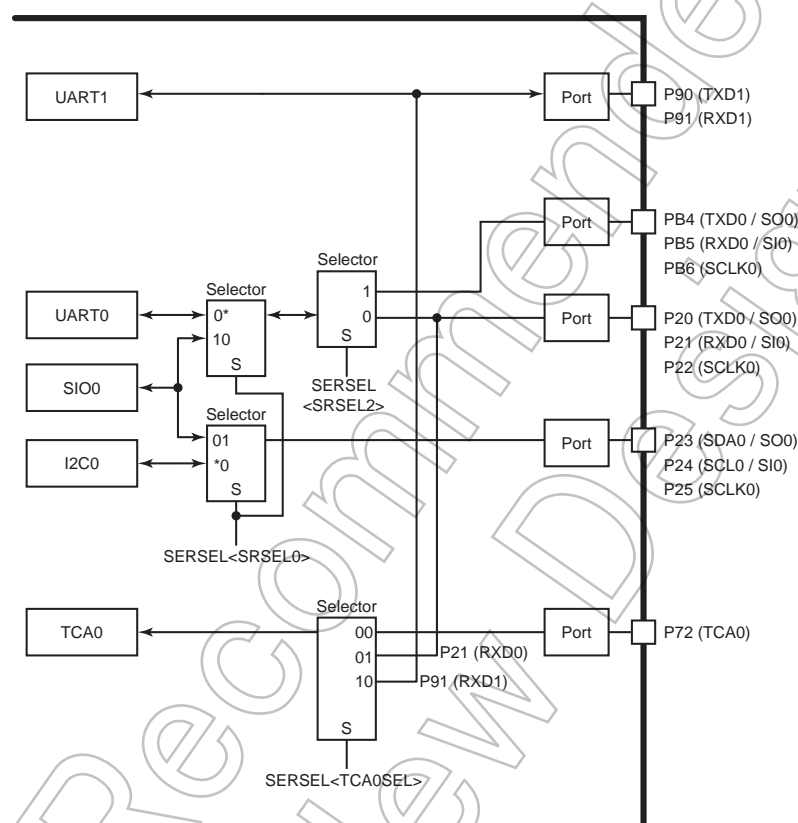 UART1
Port
P90 (TXD1)
P91 (RXD1)
Port
PB4 (TXD0 / SO0)
PB5 (RXD0 / SI0)
PB6 (SCLK0)
Selector
1
0
S
SERSEL
<SRSEL2>
Selector
0*
10
S
UART0
Port
P20 (TXD0 / SO0)
P21 (RXD0 / SI0)
P22 (SCLK0)
SIO0
Selector
01
*0
S
I2C0
Port
P23 (SDA0 / SO0)
P24 (SCL0 / SI0)
P25 (SCLK0)
SERSEL<SRSEL0>
TCA0
Selector
00
01
10
S
P21 (RXD0)
P91 (RXD1)
Port
P72 (TCA0)
SERSEL<TCA0SEL>
Recommende
New Desig